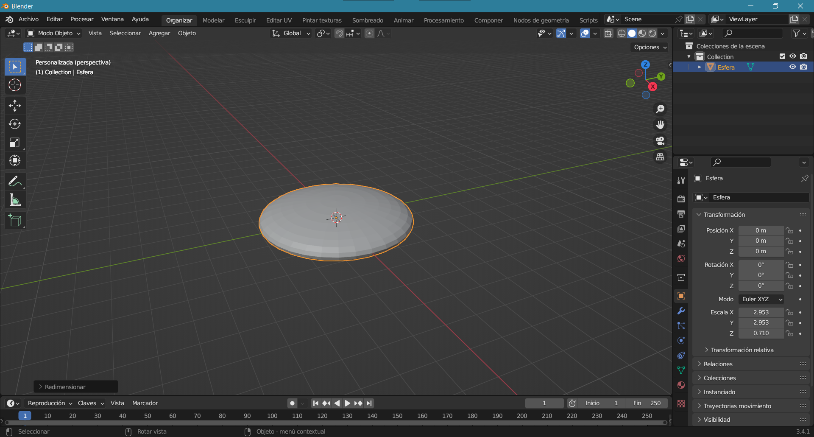 Blender
Archivo Editar Procesar Ventana Ayuda Organizar Modelar Esculpir Editar UV Pintar texturas Sombreado Animar Procesamiento Componer Nodos de geometría Scripts Scene ViewLayer
Modo Objeto Vista Seleccionar Agregar Objeto Global
Opciones
Personalizada (perspectiva)
(1) Collection | Esfera
Z
Y
X
Redimensionar
Colecciones de la escena
Collection
Esfera
Esfera
Esfera
Transformación
Posición X 0 m
Y 0 m
Z 0 m
Rotación X 0°
Y 0°
Z 0°
Modo Euler XYZ
Escala X 2.953
Y 2.953
Z 0.710
Transformación relativa
Relaciones
Colecciones
Instanciado
Trayectorias movimiento
Visibilidad
Reproducción Claves Vista Marcador 1 Inicio 1 Fin 250
1 10 20 30 40 50 60 70 80 90 100 110 120 130 140 150 160 170 180 190 200 210 220 230 240 250
Seleccionar Rotar vista Objeto - menú contextual 3.4.1